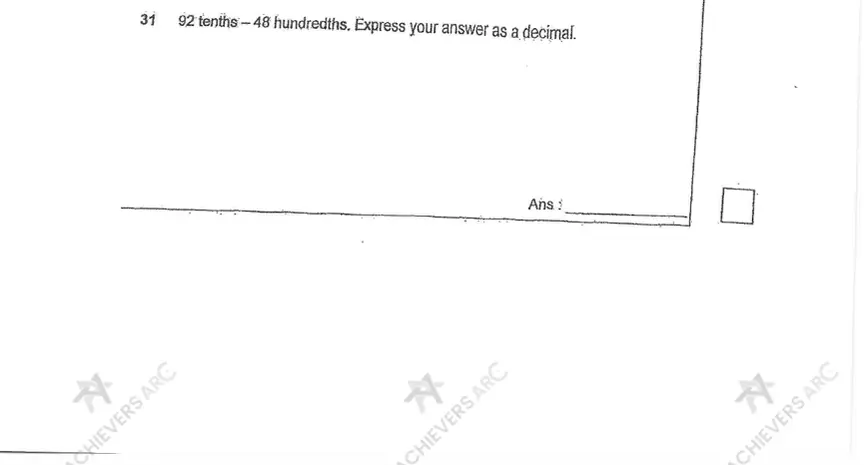 31 92 tenths – 48 hundredths. Express your answer as a decimal.
Ans :
ACHIEVERS ARC
ACHIEVERS ARC
ACHIEVERS ARC